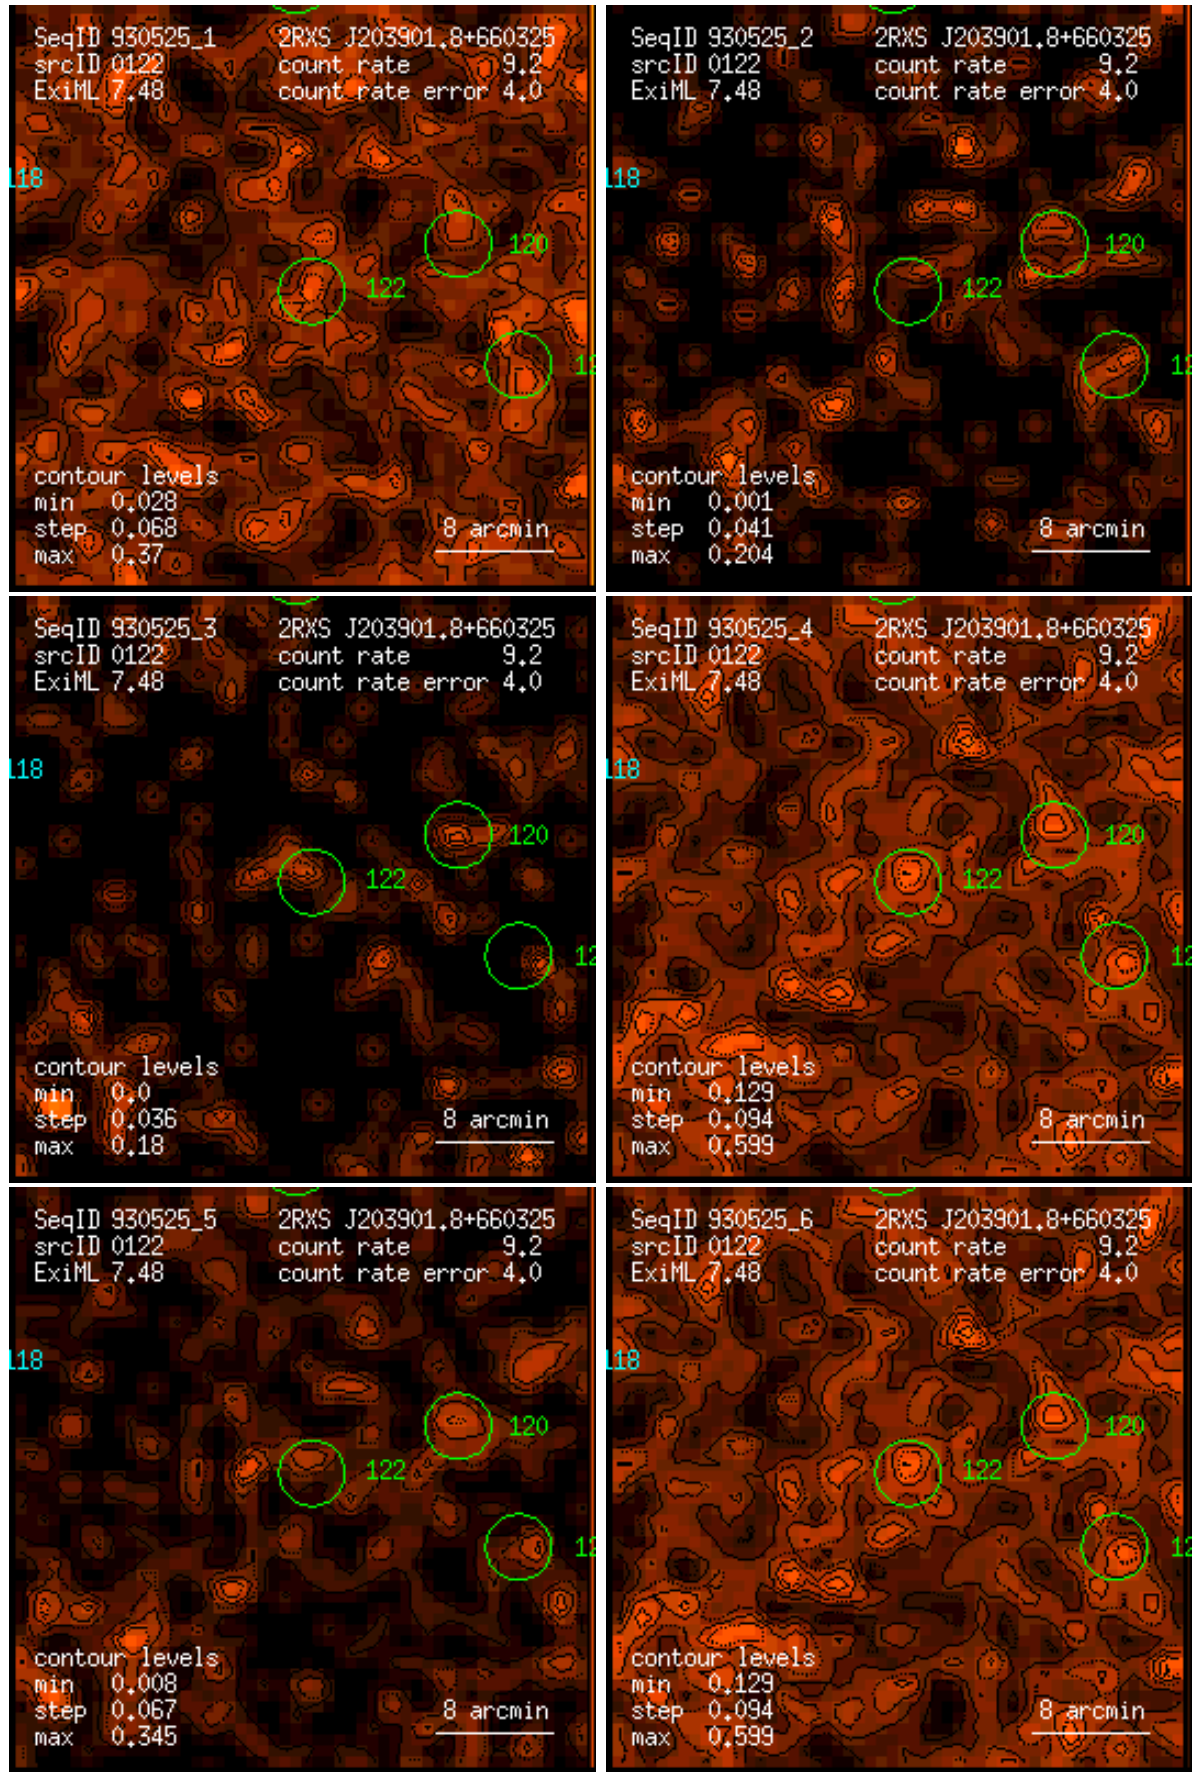 SeqID 930525_1 2RXS J203901.8+660325
srcID 0122 count rate 9.2
ExiML 7.48 count rate error 4.0
118
120
122
12
contour levels
min 0.028
step 0.068 8 arcmin
max 0.37
SeqID 930525_2 2RXS J203901.8+660325
srcID 0122 count rate 9.2
ExiML 7.48 count rate error 4.0
118
120
122
12
contour levels
min 0.001
step 0.041 8 arcmin
max 0.204
SeqID 930525_3 2RXS J203901.8+660325
srcID 0122 count rate 9.2
ExiML 7.48 count rate error 4.0
118
120
122
12
contour levels
min 0.0
step 0.036 8 arcmin
max 0.18
SeqID 930525_4 2RXS J203901.8+660325
srcID 0122 count rate 9.2
ExiML 7.48 count rate error 4.0
118
120
122
12
contour levels
min 0.129
step 0.094 8 arcmin
max 0.599
SeqID 930525_5 2RXS J203901.8+660325
srcID 0122 count rate 9.2
ExiML 7.48 count rate error 4.0
118
120
122
12
contour levels
min 0.008
step 0.067 8 arcmin
max 0.345
SeqID 930525_6 2RXS J203901.8+660325
srcID 0122 count rate 9.2
ExiML 7.48 count rate error 4.0
118
120
122
12
contour levels
min 0.129
step 0.094 8 arcmin
max 0.599